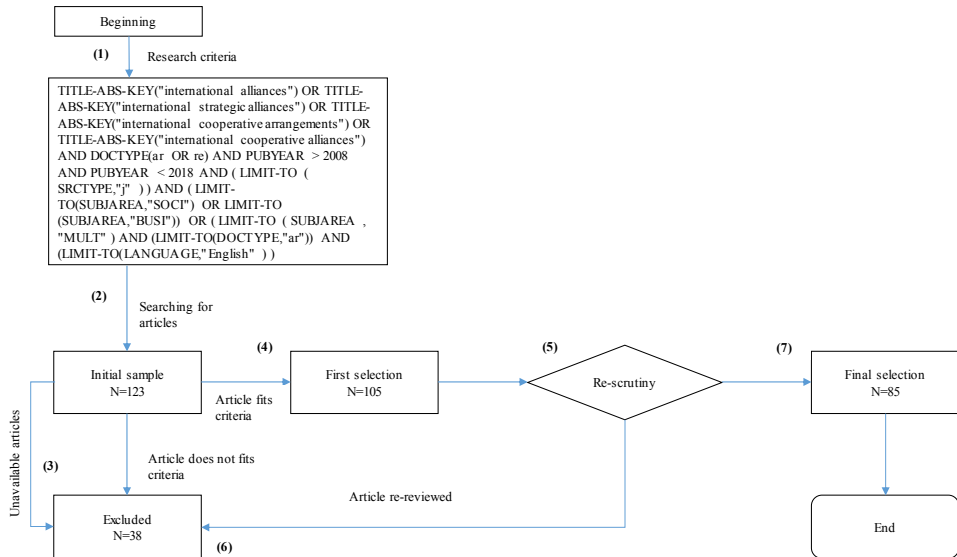 Beginning
(1)
Research criteria
TITLE-ABS-KEY("international alliances") OR TITLE-
ABS-KEY("international strategic alliances") OR TITLE-
ABS-KEY("international cooperative arrangements") OR
TITLE-ABS-KEY("international cooperative alliances")
AND DOCTYPE(ar OR re) AND PUBYEAR > 2008
AND PUBYEAR < 2018 AND ( LIMIT-TO (
SRCTYPE,"j" ) ) AND ( LIMIT-
TO(SUBJAREA,"SOCI") OR LIMIT-TO
(SUBJAREA,"BUSI")) OR ( LIMIT-TO ( SUBJAREA ,
"MULT" ) AND (LIMIT-TO(DOCTYPE,"ar")) AND
(LIMIT-TO(LANGUAGE,"English" ) )
(2)
Searching for
articles
Initial sample
N=123
(4)
Article fits
criteria
First selection
N=105
(5)
Re-scrutiny
(7)
Final selection
N=85
Unavailable articles
(3)
Article does not fits
criteria
Article re-reviewed
Excluded
N=38
(6)
End